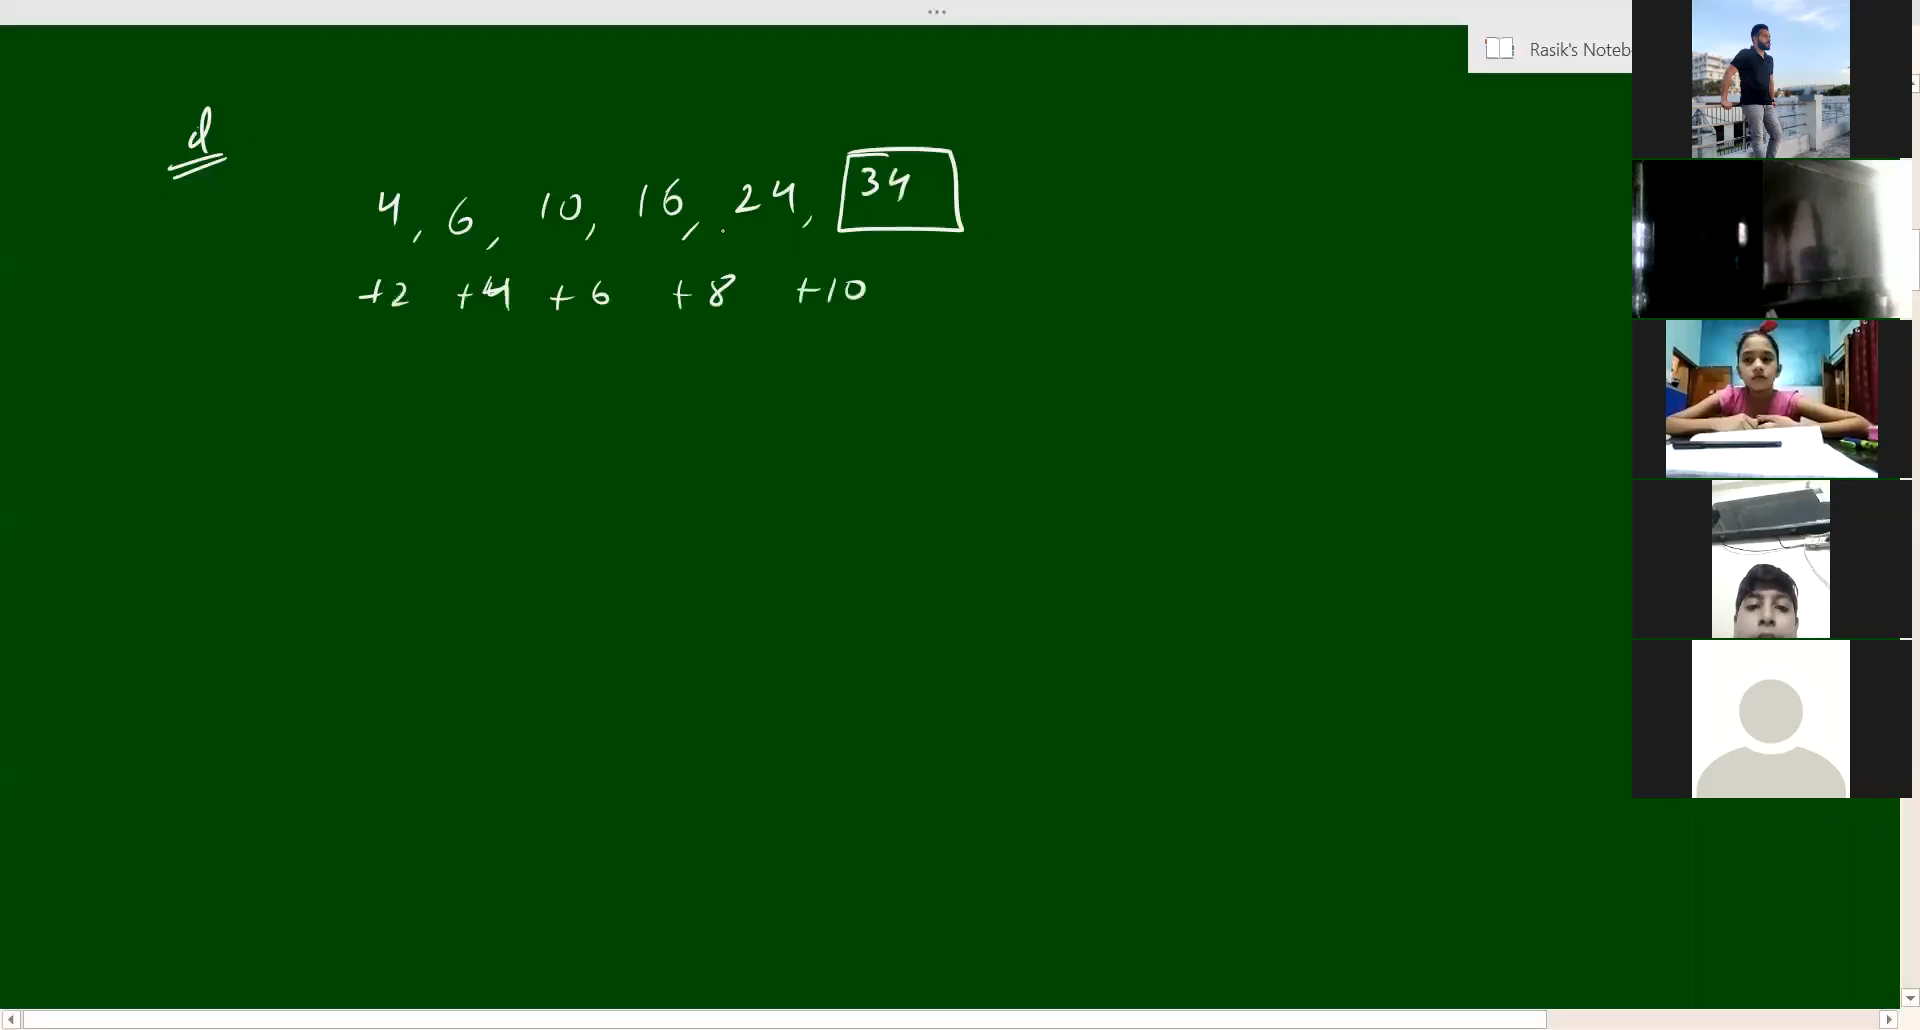 Rasik's Noteb
d
4, 6, 10, 16, 24, 34
+2 +4 +6 +8 +10